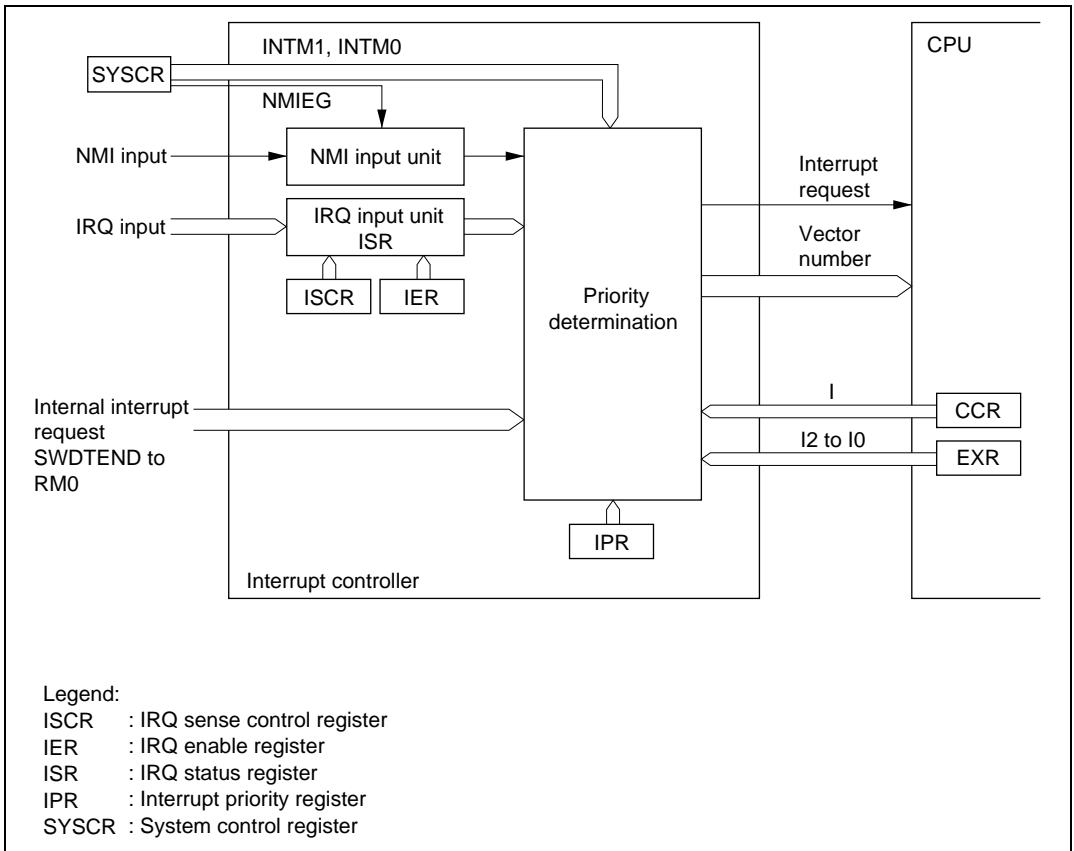 INTM1, INTM0
CPU
SYSCR
NMIEG
NMI input
NMI input unit
Interrupt
request
IRQ input
IRQ input unit
ISR
Vector
number
ISCR
IER
Priority
determination
Internal interrupt
request
SWDTEND to
RM0
I
CCR
I2 to I0
EXR
IPR
Interrupt controller
Legend:
ISCR : IRQ sense control register
IER : IRQ enable register
ISR : IRQ status register
IPR : Interrupt priority register
SYSCR : System control register